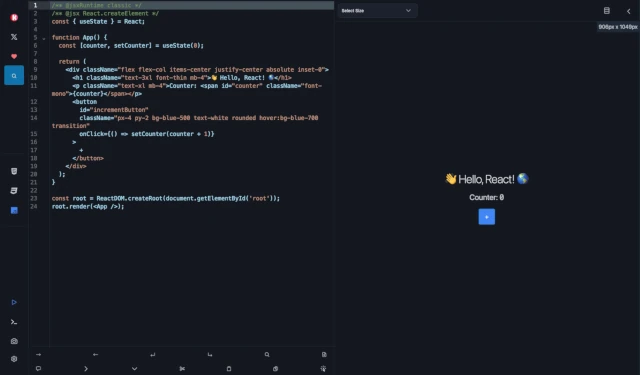 1 /** @jsxRuntime classic */
2 /** @jsx React.createElement */
3 const { useState } = React;
4
5 function App() {
6 const [counter, setCounter] = useState(0);
7
8 return (
9 <div className="flex flex-col items-center justify-center absolute inset-0">
10 <h1 className="text-3xl font-thin mb-4">👋 Hello, React! 🌏</h1>
11 <p className="text-xl mb-4">Counter: <span id="counter" className="font-
mono">{counter}</span></p>
12 <button
13 id="incrementButton"
14 className="px-4 py-2 bg-blue-500 text-white rounded hover:bg-blue-700
transition"
15 onClick={() => setCounter(counter + 1)}
16 >
17 +
18 </button>
19 </div>
20 );
21 }
22
23 const root = ReactDOM.createRoot(document.getElementById('root'));
24 root.render(<App />);
Select Size
906px x 1049px
👋 Hello, React! 🌏
Counter: 0
+